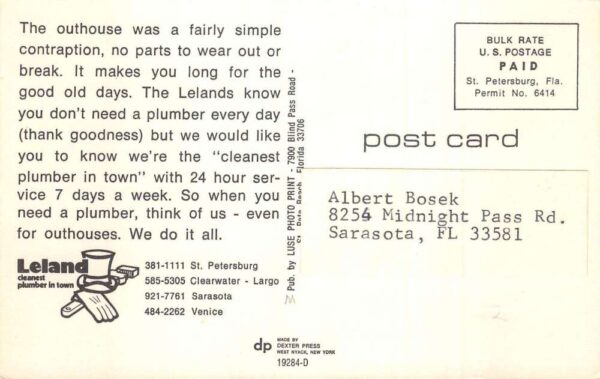 The outhouse was a fairly simple
contraption, no parts to wear out or
break. It makes you long for the
good old days. The Lelands know
you don't need a plumber every day
(thank goodness) but we would like
you to know we're the "cleanest
plumber in town" with 24 hour ser-
vice 7 days a week. So when you
need a plumber, think of us - even
for outhouses. We do it all.
Leland
cleanest
plumber in town
381-1111 St. Petersburg
585-5305 Clearwater - Largo
921-7761 Sarasota
484-2262 Venice
Pub. by LUSE PHOTO PRINT - 7900 Blind Pass Road -
Beach Florida 33706
BULK RATE
U.S. POSTAGE
PAID
St. Petersburg, Fla.
Permit No. 6414
post card
Albert Bosek
8254 Midnight Pass Rd.
Sarasota, FL 33581
dp
MADE BY
DEXTER PRESS
WEST NYACK, NEW YORK
19284-D